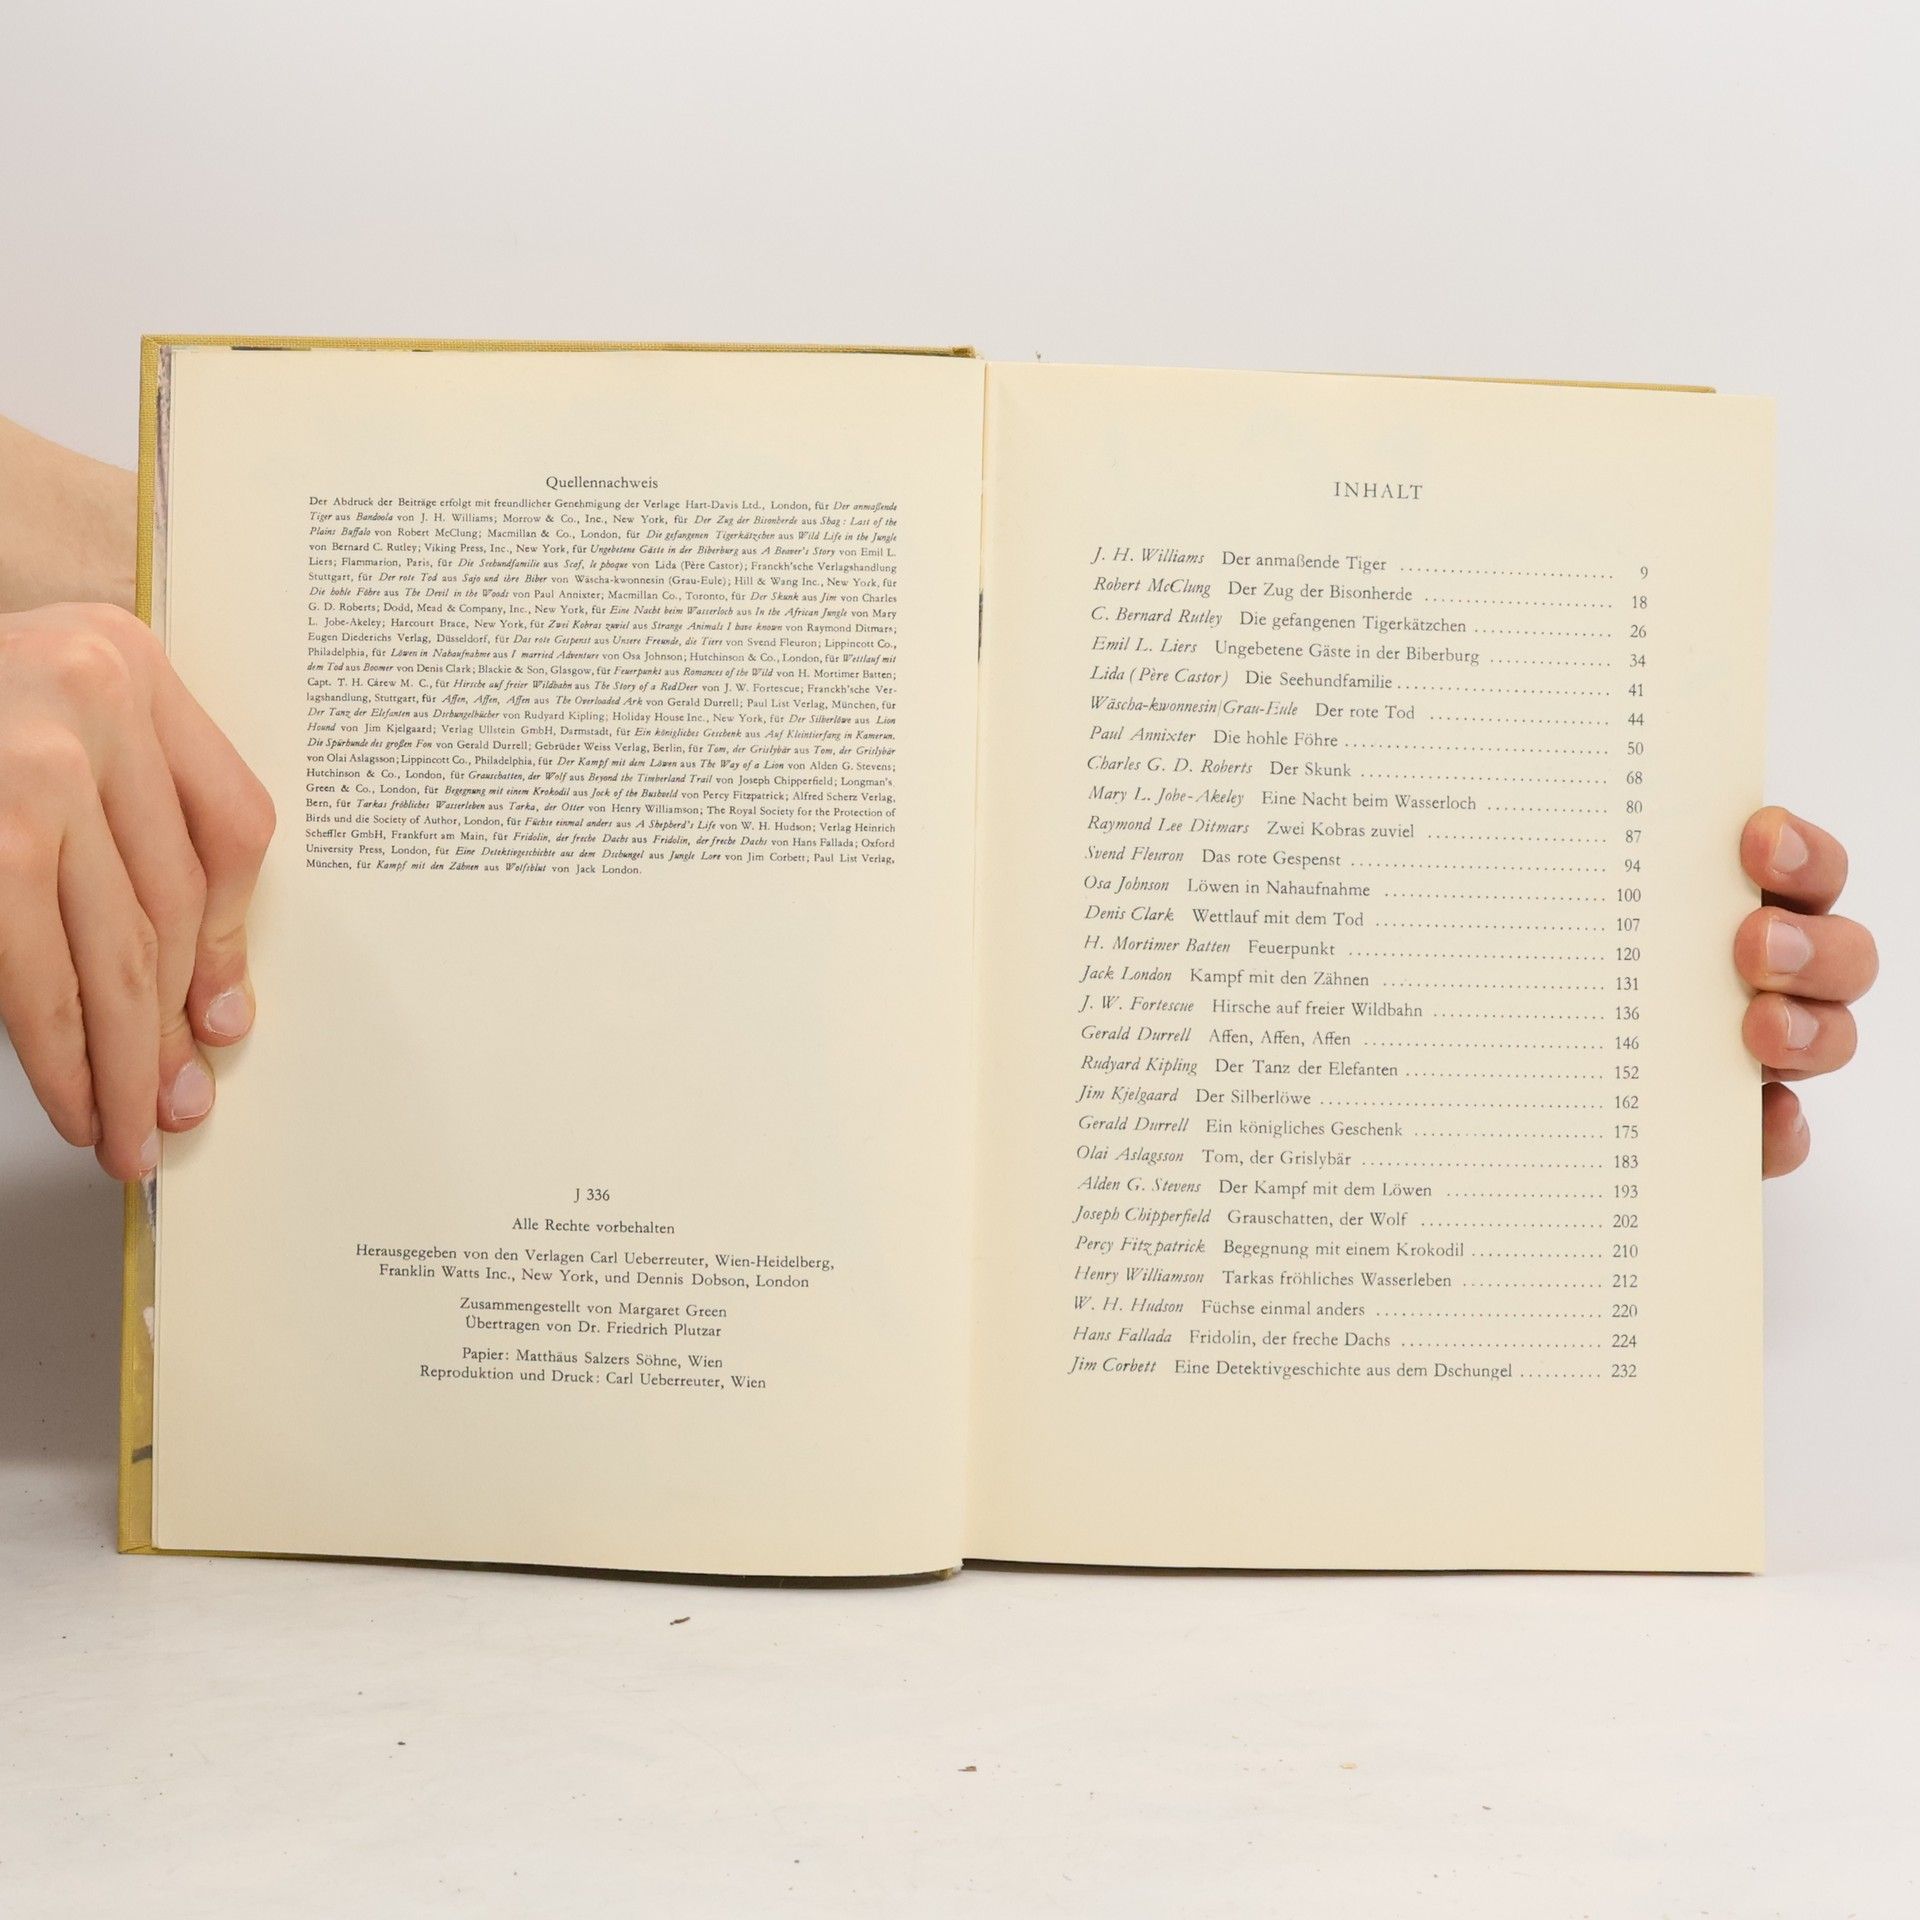 Quellennachweis
Der Abdruck der Beiträge erfolgt mit freundlicher Genehmigung der Verlage Hart-Davis Ltd., London, für Der anmaßende
Tiger aus Bandoola von J. H. Williams; Morrow & Co., Inc., New York, für Der Zug der Bisonherde aus Shag: Last of the
Plains Buffalo von Robert McClung; Macmillan & Co., London, für Die gefangenen Tigerkätzchen aus Wild Life in the Jungle
von Bernard C. Rutley; Viking Press, Inc., New York, für Ungebetene Gäste in der Biberburg aus A Beaver's Story von Emil L.
Liers; Flammarion, Paris, für Die Seehundfamilie aus Scaf, le phoque von Lida (Père Castor); Franckh'sche Verlagshandlung
Stuttgart, für Der rote Tod aus Sajo und ihre Biber von Wäscha-kwonnesin (Grau-Eule); Hill & Wang Inc., New York, für
Die hohle Föhre aus The Devil in the Woods von Paul Annixter; Macmillan Co., Toronto, für Der Skunk aus Jim von Charles
G. D. Roberts; Dodd, Mead & Company, Inc., New York, für Eine Nacht beim Wasserloch aus In the African Jungle von Mary
L. Jobe-Akeley; Harcourt Brace, New York, für Zwei Kobras zuviel aus Strange Animals I have known von Raymond Ditmars;
Eugen Diederichs Verlag, Düsseldorf, für Das rote Gespenst aus Unsere Freunde, die Tiere von Svend Fleuron; Lippincott Co.,
Philadelphia, für Löwen in Nahaufnahme aus I married Adventure von Osa Johnson; Hutchinson & Co., London, für Wettlauf mit
dem Tod aus Boomer von Denis Clark; Blackie & Son, Glasgow, für Feuerpunkt aus Romances of the Wild von H. Mortimer Batten;
Capt. T. H. Carew M. C., für Hirsche auf freier Wildbahn aus The Story of a Red Deer von J. W. Fortescue; Franckh'sche Ver-
lagshandlung, Stuttgart, für Affen, Affen, Affen aus The Overloaded Ark von Gerald Durrell; Paul List Verlag, München, für
Der Tanz der Elefanten aus Dschungelbücher von Rudyard Kipling; Holiday House Inc., New York, für Der Silberlöwe aus Lion
Hound von Jim Kjelgaard; Verlag Ullstein GmbH, Darmstadt, für Ein königliches Geschenk aus Auf Kleintierfang in Kamerun.
Die Spürhunde des großen Fon von Gerald Durrell; Gebrüder Weiss Verlag, Berlin, für Tom, der Grislybär aus Tom, der Grislybär
von Olai Aslagsson; Lippincott Co., Philadelphia, für Der Kampf mit dem Löwen aus The Way of a Lion von Alden G. Stevens;
Hutchinson & Co., London, für Grauschatten, der Wolf aus Beyond the Timberland Trail von Joseph Chipperfield; Longman's
Green & Co., London, für Begegnung mit einem Krokodil aus Jock of the Bushveld von Percy Fitzpatrick; Alfred Scherz Verlag,
Bern, für Tarkas fröhliches Wasserleben aus Tarka, der Otter von Henry Williamson; The Royal Society for the Protection of
Birds und die Society of Author, London, für Füchse einmal anders aus A Shepherd's Life von W. H. Hudson; Verlag Heinrich
Scheffler GmbH, Frankfurt am Main, für Fridolin, der freche Dachs aus Fridolin, der freche Dachs von Hans Fallada; Oxford
University Press, London, für Eine Detektivgeschichte aus dem Dschungel aus Jungle Lore von Jim Corbett; Paul List Verlag,
München, für Kampf mit den Zähnen aus Wolfsblut von Jack London.
J 336
Alle Rechte vorbehalten
Herausgegeben von den Verlagen Carl Ueberreuter, Wien-Heidelberg,
Franklin Watts Inc., New York, und Dennis Dobson, London
Zusammengestellt von Margaret Green
Übertragen von Dr. Friedrich Plutzar
Papier: Matthäus Salzers Söhne, Wien
Reproduktion und Druck: Carl Ueberreuter, Wien
INHALT
J. H. Williams Der anmaßende Tiger .......... 9
Robert McClung Der Zug der Bisonherde .......... 18
C. Bernard Rutley Die gefangenen Tigerkätzchen .......... 26
Emil L. Liers Ungebetene Gäste in der Biberburg .......... 34
Lida (Père Castor) Die Seehundfamilie .......... 41
Wäscha-kwonnesin/Grau-Eule Der rote Tod .......... 44
Paul Annixter Die hohle Föhre .......... 50
Charles G. D. Roberts Der Skunk .......... 68
Mary L. Jobe-Akeley Eine Nacht beim Wasserloch .......... 80
Raymond Lee Ditmars Zwei Kobras zuviel .......... 87
Svend Fleuron Das rote Gespenst .......... 94
Osa Johnson Löwen in Nahaufnahme .......... 100
Denis Clark Wettlauf mit dem Tod .......... 107
H. Mortimer Batten Feuerpunkt .......... 120
Jack London Kampf mit den Zähnen .......... 131
J. W. Fortescue Hirsche auf freier Wildbahn .......... 136
Gerald Durrell Affen, Affen, Affen .......... 146
Rudyard Kipling Der Tanz der Elefanten .......... 152
Jim Kjelgaard Der Silberlöwe .......... 162
Gerald Durrell Ein königliches Geschenk .......... 175
Olai Aslagsson Tom, der Grislybär .......... 183
Alden G. Stevens Der Kampf mit dem Löwen .......... 193
Joseph Chipperfield Grauschatten, der Wolf .......... 202
Percy Fitzpatrick Begegnung mit einem Krokodil .......... 210
Henry Williamson Tarkas fröhliches Wasserleben .......... 212
W. H. Hudson Füchse einmal anders .......... 220
Hans Fallada Fridolin, der freche Dachs .......... 224
Jim Corbett Eine Detektivgeschichte aus dem Dschungel .......... 232